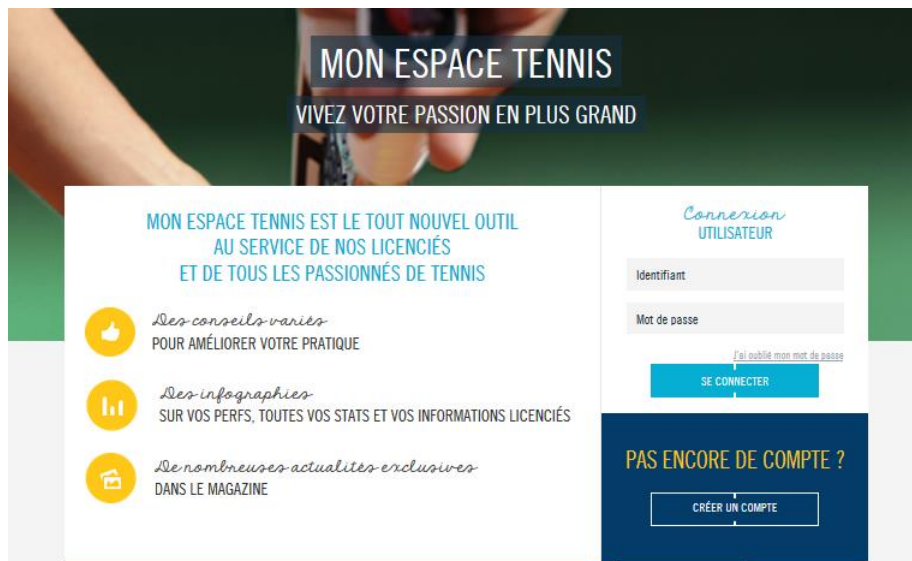 MON ESPACE TENNIS
VIVEZ VOTRE PASSION EN PLUS GRAND
MON ESPACE TENNIS EST LE TOUT NOUVEL OUTIL
AU SERVICE DE NOS LICENCIÉS
ET DE TOUS LES PASSIONNÉS DE TENNIS
Des conseils variés
POUR AMÉLIORER VOTRE PRATIQUE
Des infographies
SUR VOS PERFS, TOUTES VOS STATS ET VOS INFORMATIONS LICENCIÉS
De nombreuses actualités exclusives
DANS LE MAGAZINE
Connexion
UTILISATEUR
Identifiant
Mot de passe
J'ai oublié mon mot de passe
SE CONNECTER
PAS ENCORE DE COMPTE ?
CRÉER UN COMPTE